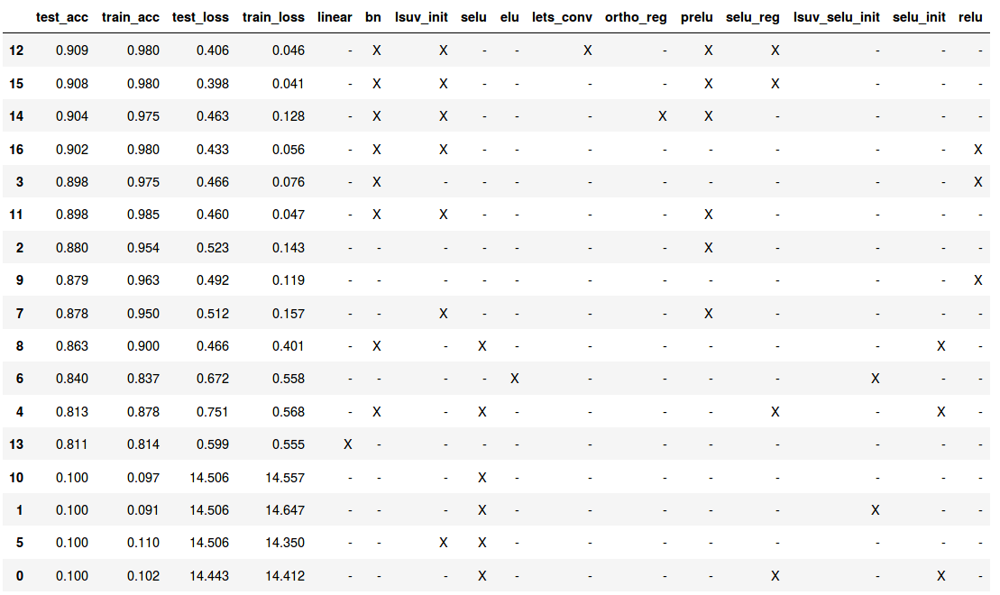 test_acc train_acc test_loss train_loss linear bn lsuv_init selu elu lets_conv ortho_reg prelu selu_reg lsuv_selu_init selu_init relu
12 0.909 0.980 0.406 0.046 - X X - - X - X X - - -
15 0.908 0.980 0.398 0.041 - X X - - - - X X - - -
14 0.904 0.975 0.463 0.128 - X X - - - X X - - - -
16 0.902 0.980 0.433 0.056 - X X - - - - - - - - X
3 0.898 0.975 0.466 0.076 - X - - - - - - - - - X
11 0.898 0.985 0.460 0.047 - X X - - - - X - - - -
2 0.880 0.954 0.523 0.143 - - - - - - - X - - - -
9 0.879 0.963 0.492 0.119 - - - - - - - - - - - X
7 0.878 0.950 0.512 0.157 - - X - - - - X - - - -
8 0.863 0.900 0.466 0.401 - X - X - - - - - - X -
6 0.840 0.837 0.672 0.558 - - - - X - - - - X - -
4 0.813 0.878 0.751 0.568 - X - X - - - - X - X -
13 0.811 0.814 0.599 0.555 X - - - - - - - - - - -
10 0.100 0.097 14.506 14.557 - - - X - - - - - - - -
1 0.100 0.091 14.506 14.647 - - - X - - - - - X - -
5 0.100 0.110 14.506 14.350 - - X X - - - - - - - -
0 0.100 0.102 14.443 14.412 - - - X - - - - X - X -